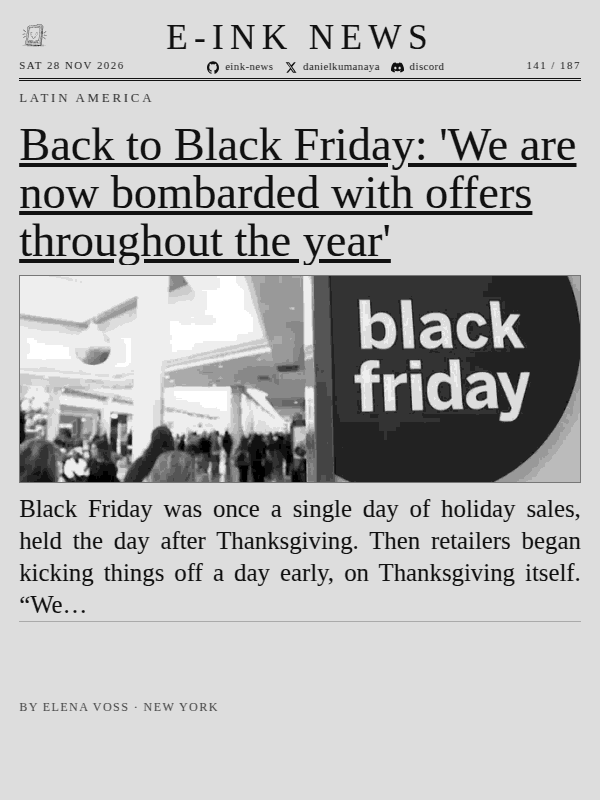 E-INK NEWS
SAT 28 NOV 2026
eink-news danielkumanaya discord
141 / 187
LATIN AMERICA
Back to Black Friday: 'We are
now bombarded with offers
throughout the year'
black
friday
Black Friday was once a single day of holiday sales,
held the day after Thanksgiving. Then retailers began
kicking things off a day early, on Thanksgiving itself.
“We…
BY ELENA VOSS · NEW YORK